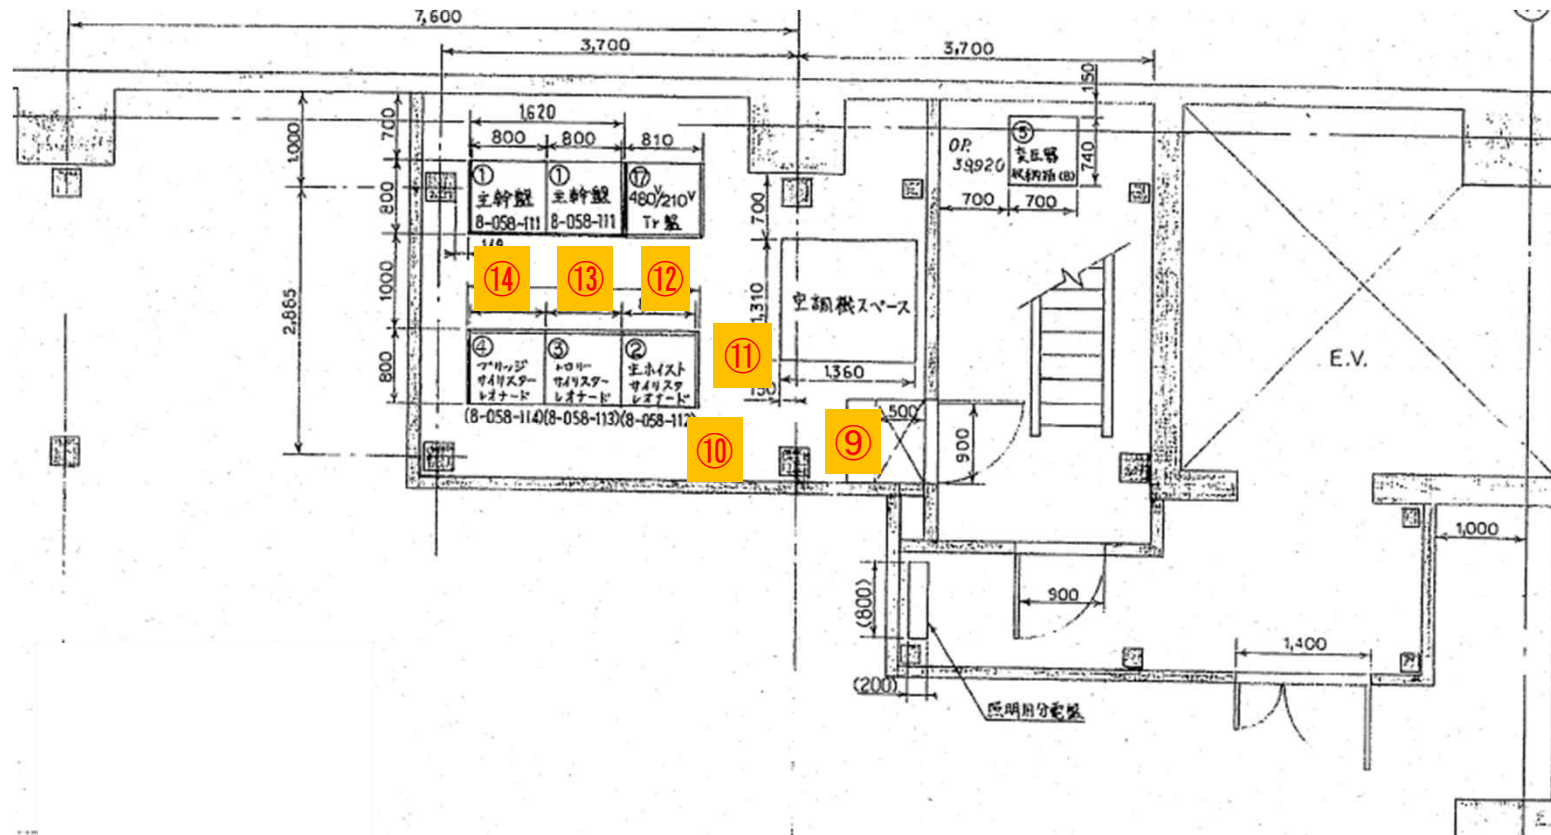 7,600
3,700
3,700
150
1,000
700
1,620
800
800
810
①
主幹盤
8-058-111
①
主幹盤
8-058-111
⑰
480/210V
Tr盤
800
700
OP.
39,920
⑤
変圧器
収納箱(B)
740
700
700
⑭
⑬
⑫
1000
2,865
1,310
空調機スペース
E.V.
⑪
800
④
ブリッジ
サイリスター
レオナード
③
トロリー
サイリスター
レオナード
②
主ホイスト
サイリスタ
レオナード
1,360
150
(8-058-114)(8-058-113)(8-058-112)
500
⑩
⑨
900
1,000
(800)
900
1,400
(200)
照明用分電盤